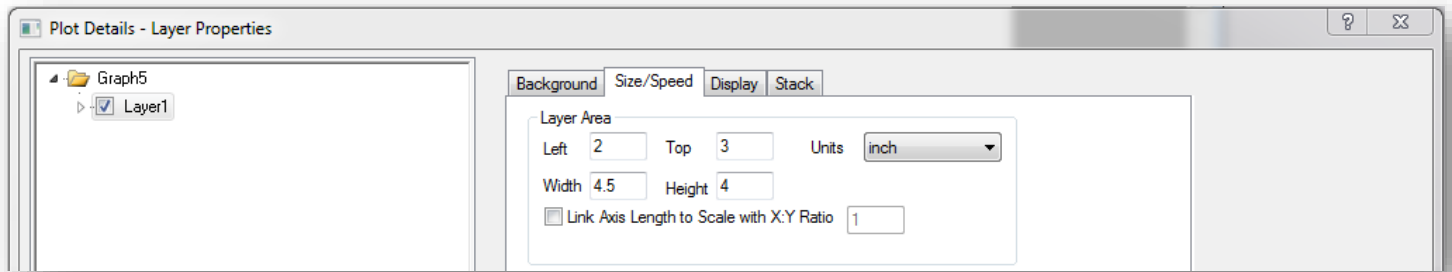 Plot Details - Layer Properties
Graph5
Layer1
Background Size/Speed Display Stack
Layer Area
Left 2 Top 3 Units inch
Width 4.5 Height 4
Link Axis Length to Scale with X:Y Ratio 1